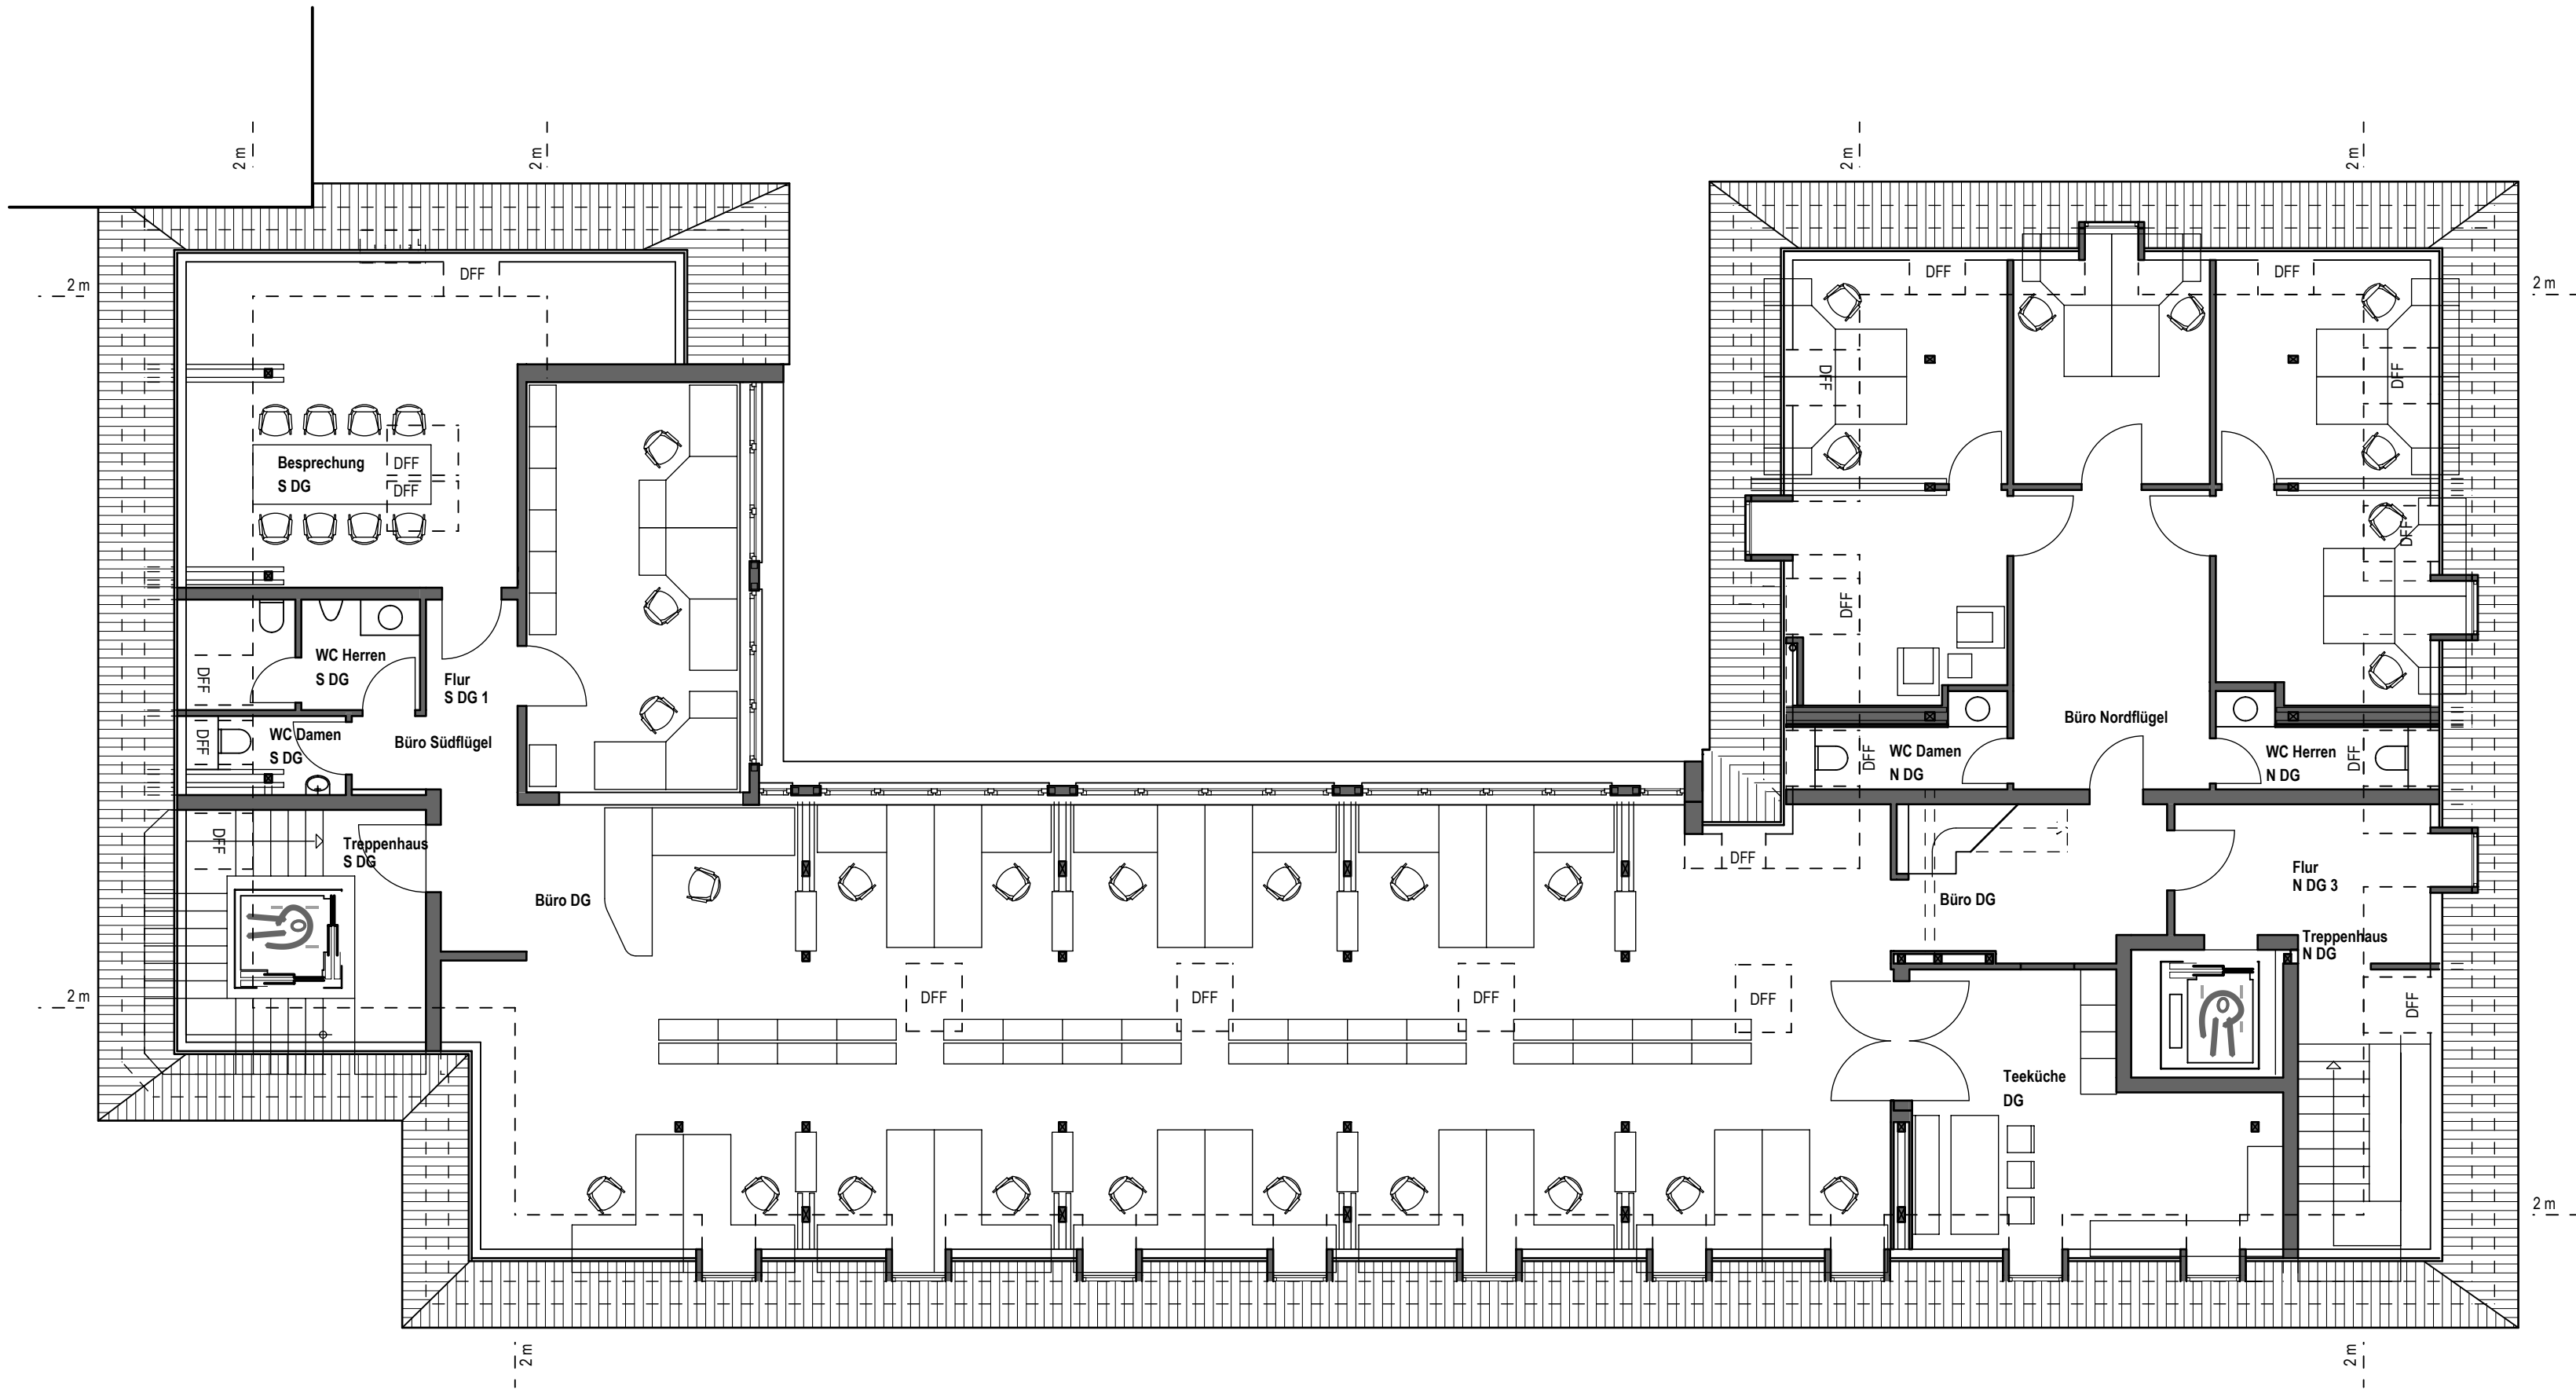 2 m
2 m
2 m
2 m
2 m
DFF
DFF
DFF
2 m
DFF
DFF
Besprechung
S DG
DFF
DFF
DFF
DFF
WC Herren
S DG
DFF
Flur
S DG 1
WC Damen
S DG
DFF
Büro Südflügel
Büro Nordflügel
WC Damen
N DG
DFF
WC Herren
N DG
DFF
DFF
Treppenhaus
S DG
DFF
Flur
N DG 3
Büro DG
Büro DG
Treppenhaus
N DG
2 m
DFF
DFF
DFF
DFF
DFF
Teeküche
DG
2 m
2 m
2 m